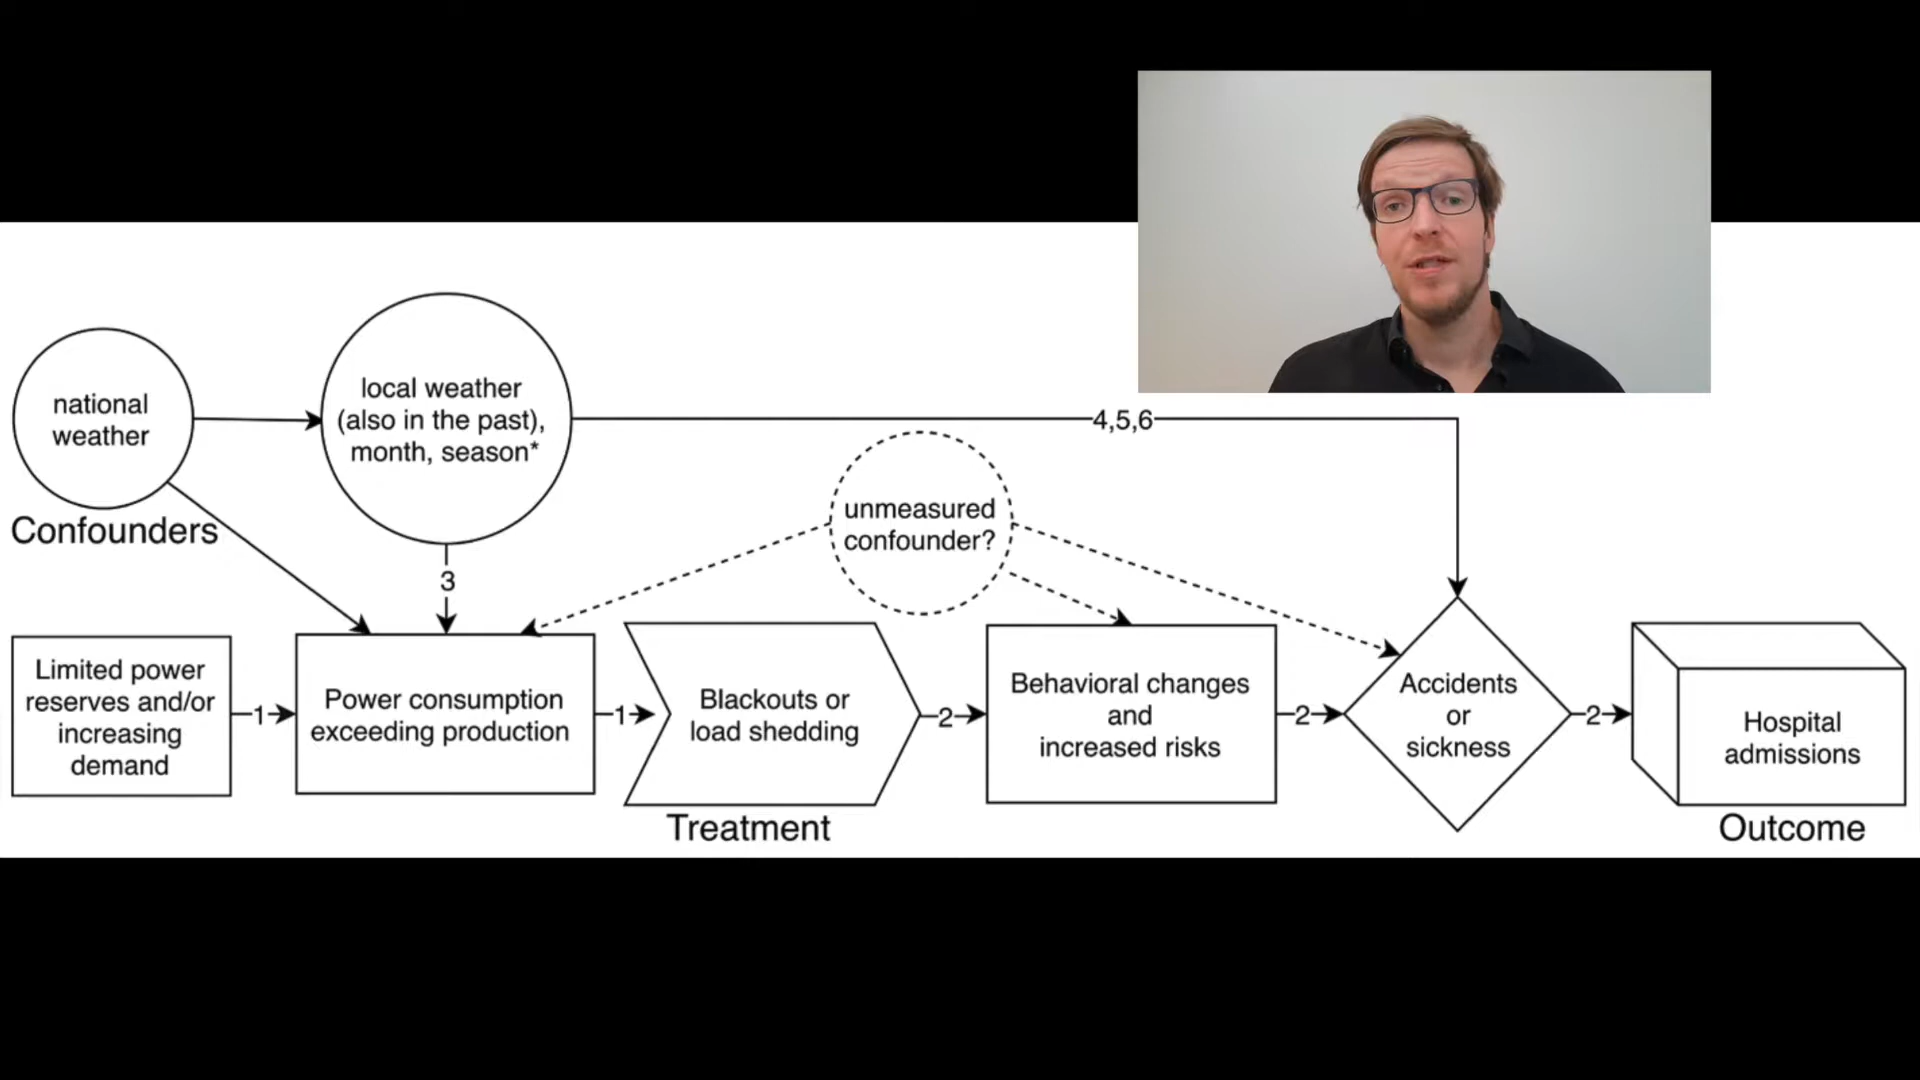 national
weather
Confounders
local weather
(also in the past),
month, season*
4,5,6
3
unmeasured
confounder?
Limited power
reserves and/or
increasing
demand
1
Power consumption
exceeding production
1
Blackouts or
load shedding
Treatment
2
Behavioral changes
and
increased risks
2
Accidents
or
sickness
2
Hospital
admissions
Outcome